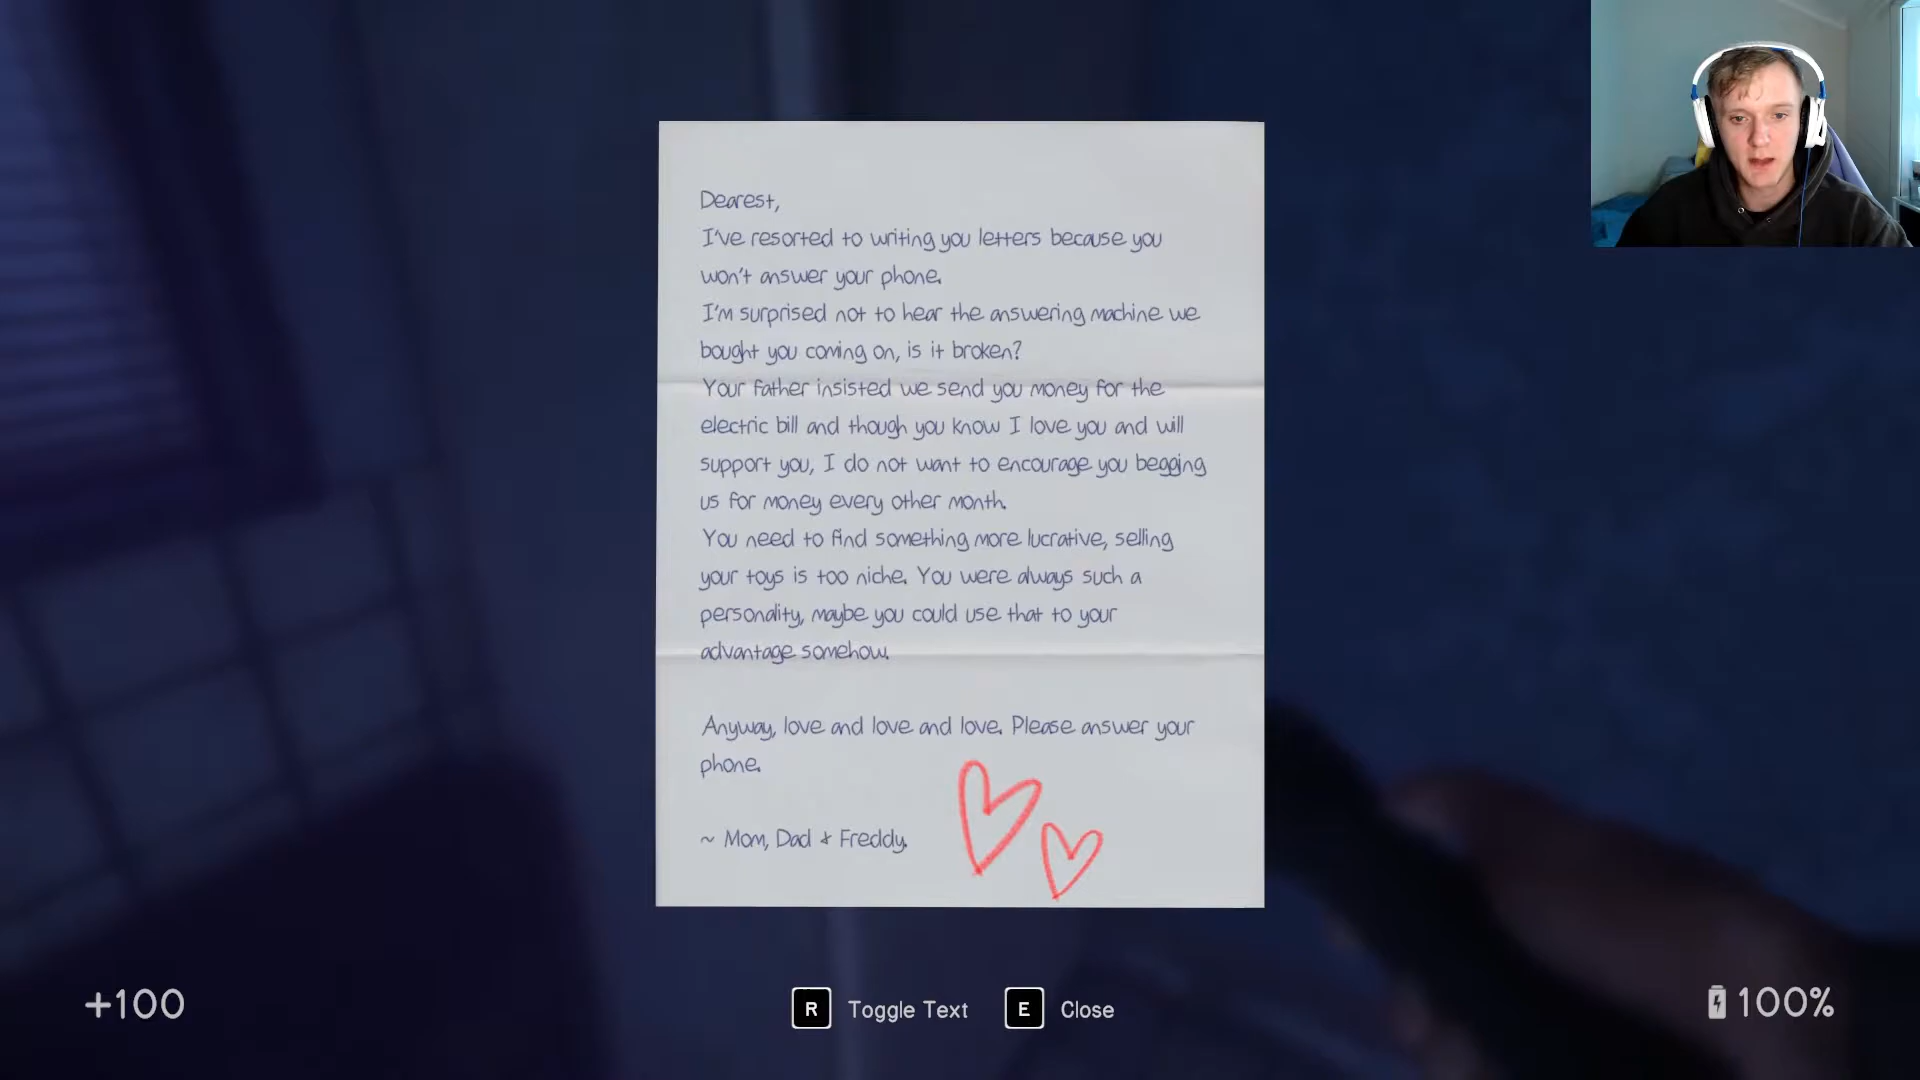 Dearest,
I've resorted to writing you letters because you
won't answer your phone.
I'm surprised not to hear the answering machine we
bought you coming on, is it broken?
Your father insisted we send you money for the
electric bill and though you know I love you and will
support you, I do not want to encourage you begging
us for money every other month.
You need to find something more lucrative, selling
your toys is too niche. You were always such a
personality, maybe you could use that to your
advantage somehow.
Anyway, love and love and love. Please answer your
phone.
~ Mom, Dad & Freddy.
+100
R Toggle Text E Close
100%